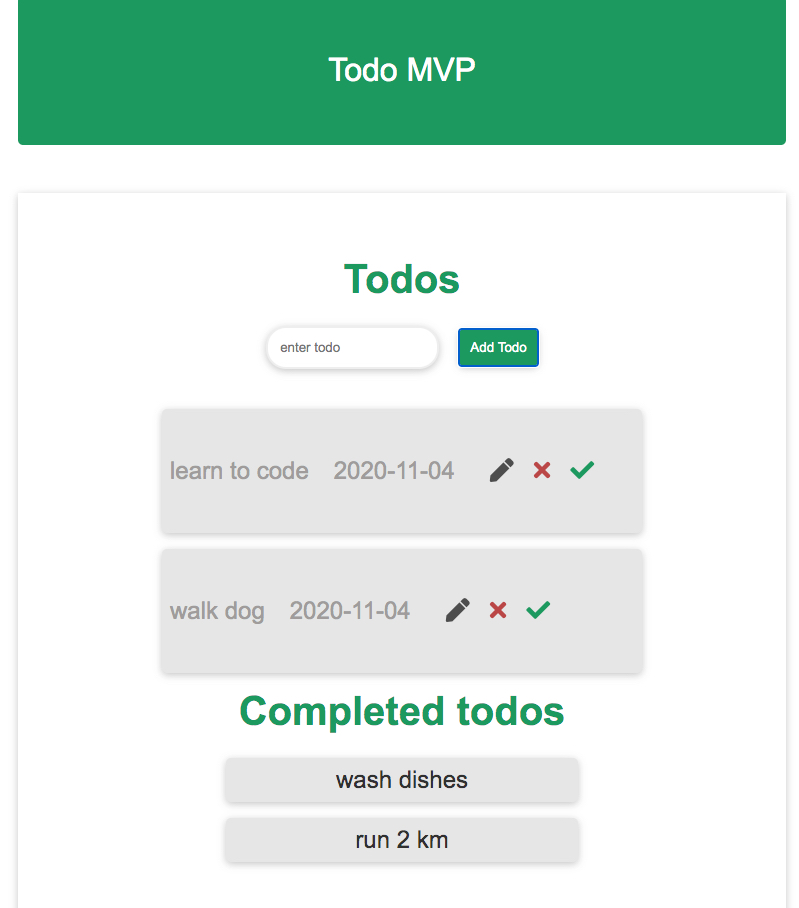 Todo MVP
Todos
enter todo
Add Todo
learn to code 2020-11-04
walk dog 2020-11-04
Completed todos
wash dishes
run 2 km